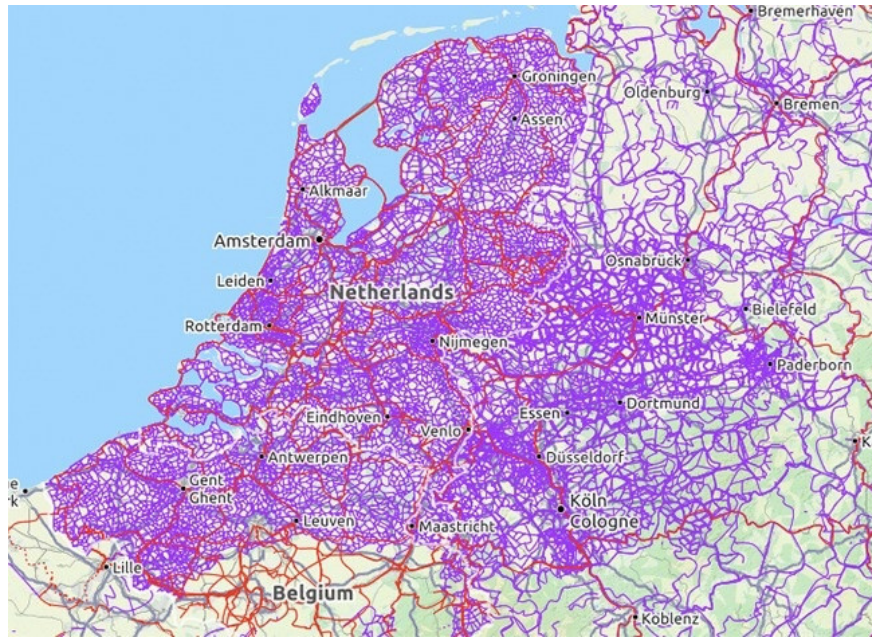 Bremerhaven
Groningen
Oldenburg
Bremen
Assen
Alkmaar
Amsterdam
Osnabrück
Leiden
Netherlands
Bielefeld
Rotterdam
Münster
Nijmegen
Paderborn
Essen
Dortmund
Eindhoven
Venlo
K
Antwerpen
Düsseldorf
e
rk
Gent
Ghent
Köln
Cologne
Leuven
Maastricht
Lille
Belgium
Koblenz